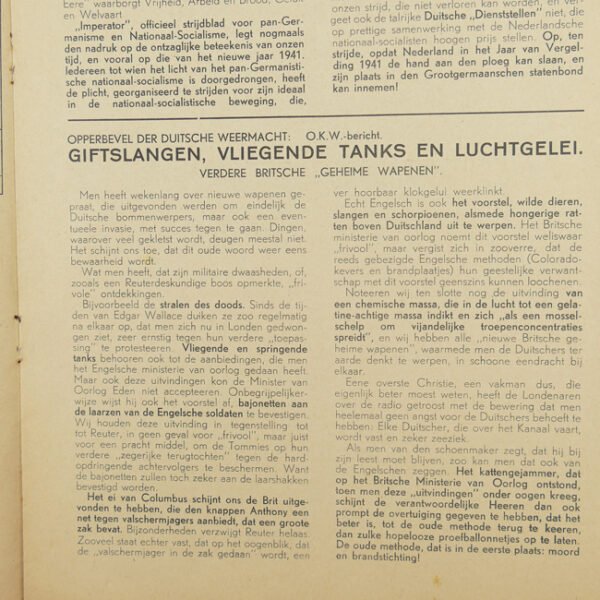 bere" waarborgt Vrijheid, Arbeid en Brood, Geluk
en Welvaart
„Imperator", officieel strijdblad voor pan-Ger-
manisme en Nationaal-Socialisme, legt nogmaals
den nadruk op de ontzaglijke beteekenis van onzen
tijd, en vooral op die van het nieuwe jaar 1941.
Iedereen tot wien het licht van het pan-Germanisti-
sche nationaal-socialisme is doorgedrongen, heeft
de plicht, georganiseerd te strijden voor zijn ideaal
in de nationaal-socialistische beweging, die,
onzen strijd, die niet verloren kan worden, en
geet ook de talrijke Duitsche „Dienststellen" niet, die
op prettige samenwerking met de Nederlandsche
nationaal-socialisten hoogen prijs stellen. Op, ten
strijde, opdat Nederland in het Jaar van Vergel-
ding 1941 de hand aan den ploeg kan slaan, en
zijn plaats in den Grootgermaanschen statenbond
kan innemen!
OPPERBEVEL DER DUITSCHE WEERMACHT: O.K.W.-bericht.
GIFTSLANGEN, VLIEGENDE TANKS EN LUCHTGELEI.
VERDERE BRITSCHE „GEHEIME WAPENEN".
Men heeft wekenlang over nieuwe wapenen ge-
praat, die uitgevonden werden om eindelijk de
Duitsche bommenwerpers, maar ook een even-
tueele invasie, met succes tegen te gaan. Dingen,
waarover veel gekletst wordt, deugen meestal niet.
Het schijnt ons toe, dat dit oude woord weer eens
bewaarheid wordt.
Wat men heeft, dat zijn militaire dwaasheden, of,
zooals een Reuterdeskundige boos opmerkte, „fri-
vole" ontdekkingen.
Bijvoorbeeld de stralen des doods. Sinds de tij-
den van Edgar Wallace duiken ze zoo regelmatig
na elkaar op, dat men zich nu in Londen gedwon-
gen ziet, zeer ernstig tegen hun verdere „toepas-
sing" te protesteeren. Vliegende en springende
tanks behooren ook tot de aanbiedingen, die men
het Engelsche ministerie van oorlog gedaan heeft.
Maar ook deze uitvindingen kon de Minister van
Oorlog Eden niet accepteeren. Onbegrijpelijker-
wijze wijst hij ook het voorstel af, bajonetten aan
de laarzen van de Engelsche soldaten te bevestigen.
Wij houden deze uitvinding in tegenstelling tot
tot Reuter, in geen geval voor „frivool", maar juist
voor een pracht middel, om de Tommies op hun
verdere „zegerijke terugtochten" tegen de hard-
opdringende achtervolgers te beschermen. Want
de bajonetten zullen toch zeker aan de laarshakken
bevestigd worden.
Het ei van Columbus schijnt ons de Brit uitge-
vonden te hebben, die den knappen Anthony een
net tegen valschermjagers aanbiedt, dat een groote
zak bevat. Bijzonderheden verzwijgt Reuter helaas.
Zooveel staat echter vast, dat op het oogenblik, dat
de „valschermjager in de zak gedaan" wordt, een
ver hoorbaar klokgelui weerklinkt.
Echt Engelsch is ook het voorstel, wilde dieren,
slangen en schorpioenen, alsmede hongerige rat-
ten boven Duitschland uit te werpen. Het Britsche
ministerie van oorlog noemt dit voorstel weliswaar
„frivool", maar vergist zich in zooverre, dat de
reeds gebezigde Engelsche methoden (Colorado-
kevers en brandplaatjes) hun geestelijke verwant-
schap met dit voorstel geenszins kunnen loochenen.
Noteeren wij ten slotte nog de uitvinding van
een chemische massa, die in de lucht tot een gela-
tine-achtige massa indikt en zich „als een mossel-
schelp om vijandelijke troepenconcentraties
spreidt", en wij hebben alle „nieuwe Britsche ge-
heime wapenen", waarmede men de Duitschers ter
aarde denkt te werpen, in schoone eendracht bij
elkaar.
Eene overste Christie, een vakman dus, die
eigenlijk beter moest weten, heeft de Londenaren
over de radio getroost met de bewering dat men
heelemaal geen angst voor de Duitschers behoeft te
hebben: Elke Duitscher, die over het Kanaal vaart,
wordt vast en zeker zeeziek.
Als men van den schoenmaker zegt, dat hij bij
zijn leest moet blijven, zoo kan men dat ook van
de Engelschen zeggen. Het kattengejammer, dat
op het Britsche Ministerie van Oorlog ontstond,
toen men deze „uitvindingen" onder oogen kreeg,
schijnt de verantwoordelijke Heeren dan ook
prompt de overtuiging gegeven te hebben, dat het
beter is, tot de oude methode terug te keeren,
dan zulke hopelooze proefballonnetjes op te laten.
De oude methode, dat is in de eerste plaats: moord
en brandstichting!